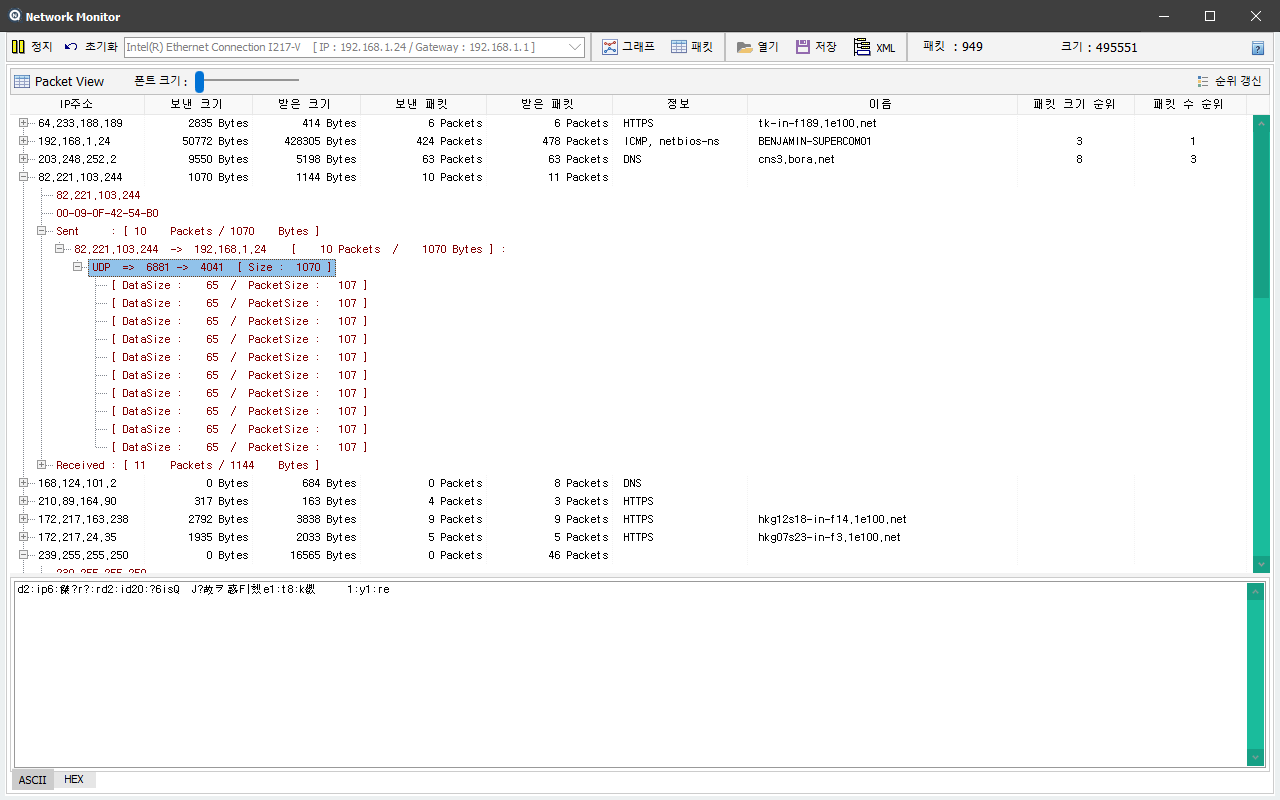 Network Monitor
정지 초기화 Intel(R) Ethernet Connection I217-V [ IP : 192.168.1.24 / Gateway : 192.168.1.1 ] 그래프 패킷 열기 저장 XML 패킷 : 949 크기 : 495551
Packet View 폰트 크기 : 순위 갱신
IP주소 보낸 크기 받은 크기 보낸 패킷 받은 패킷 정보 이름 패킷 크기 순위 패킷 수 순위
64,233,188,189 2835 Bytes 414 Bytes 6 Packets 6 Packets HTTPS tk-in-f189,1e100,net
192,168,1,24 50772 Bytes 428305 Bytes 424 Packets 478 Packets ICMP, netbios-ns BENJAMIN-SUPERCOM01 3 1
203,248,252,2 9550 Bytes 5198 Bytes 63 Packets 63 Packets DNS cns3,bora,net 8 3
82,221,103,244 1070 Bytes 1144 Bytes 10 Packets 11 Packets
82,221,103,244
00-09-0F-42-54-B0
Sent : [ 10 Packets / 1070 Bytes ]
82,221,103,244 -> 192,168,1,24 [ 10 Packets / 1070 Bytes ] :
UDP => 6881 -> 4041 [ Size : 1070 ]
[ DataSize : 65 / PacketSize : 107 ]
[ DataSize : 65 / PacketSize : 107 ]
[ DataSize : 65 / PacketSize : 107 ]
[ DataSize : 65 / PacketSize : 107 ]
[ DataSize : 65 / PacketSize : 107 ]
[ DataSize : 65 / PacketSize : 107 ]
[ DataSize : 65 / PacketSize : 107 ]
[ DataSize : 65 / PacketSize : 107 ]
[ DataSize : 65 / PacketSize : 107 ]
[ DataSize : 65 / PacketSize : 107 ]
Received : [ 11 Packets / 1144 Bytes ]
168,124,101,2 0 Bytes 684 Bytes 0 Packets 8 Packets DNS
210,89,164,90 317 Bytes 163 Bytes 4 Packets 3 Packets HTTPS
172,217,163,238 2792 Bytes 3838 Bytes 9 Packets 9 Packets HTTPS hkg12s18-in-f14,1e100,net
172,217,24,35 1935 Bytes 2033 Bytes 5 Packets 5 Packets HTTPS hkg07s23-in-f3,1e100,net
239,255,255,250 0 Bytes 16565 Bytes 0 Packets 46 Packets
1:y1:re
ASCII HEX